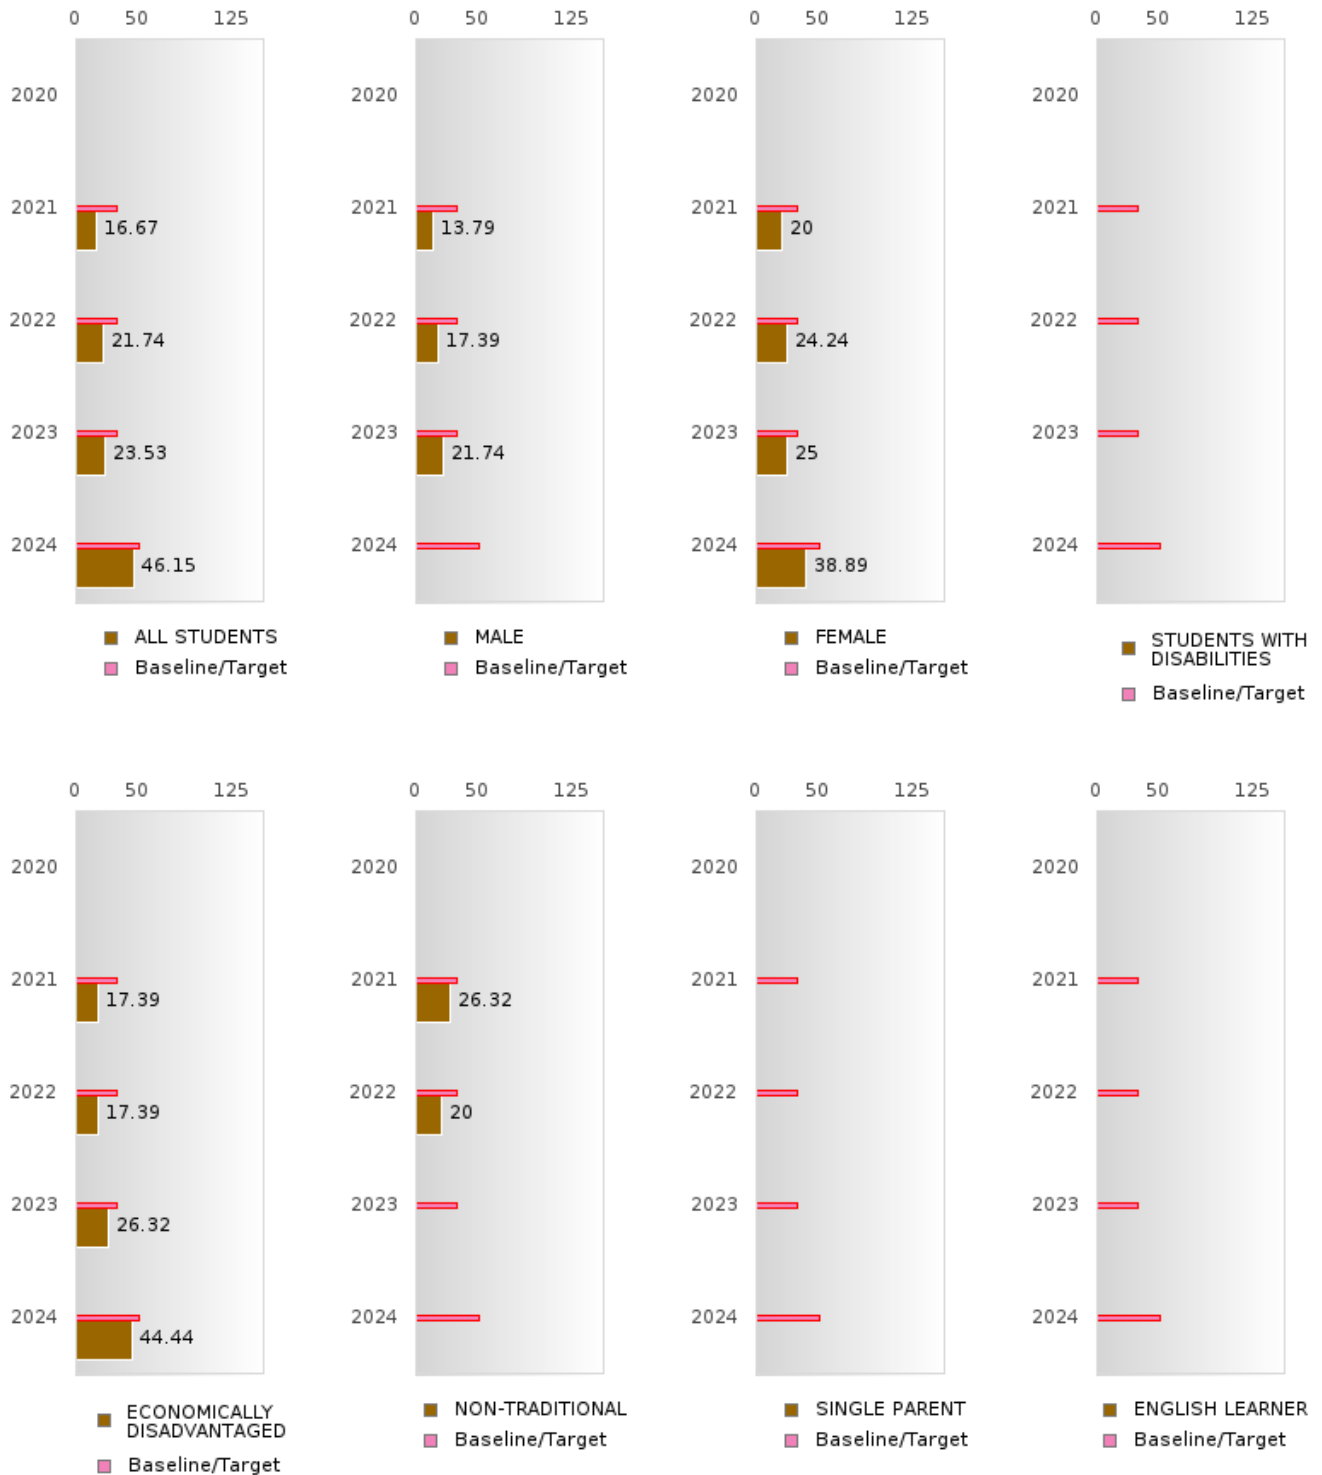 0 50 125 0 50 125 0 50 125 0 50 125
2020 2020 2020 2020
2021 16.67 2021 13.79 2021 20 2021
2022 21.74 2022 17.39 2022 24.24 2022
2023 23.53 2023 21.74 2023 25 2023
2024 46.15 2024 2024 38.89 2024
ALL STUDENTS MALE FEMALE STUDENTS WITH
DISABILITIES
Baseline/Target Baseline/Target Baseline/Target Baseline/Target
0 50 125 0 50 125 0 50 125 0 50 125
2020 2020 2020 2020
2021 17.39 2021 26.32 2021 2021
2022 17.39 2022 20 2022 2022
2023 26.32 2023 2023 2023
2024 44.44 2024 2024 2024
ECONOMICALLY NON-TRADITIONAL SINGLE PARENT ENGLISH LEARNER
DISADVANTAGED
Baseline/Target Baseline/Target Baseline/Target Baseline/Target